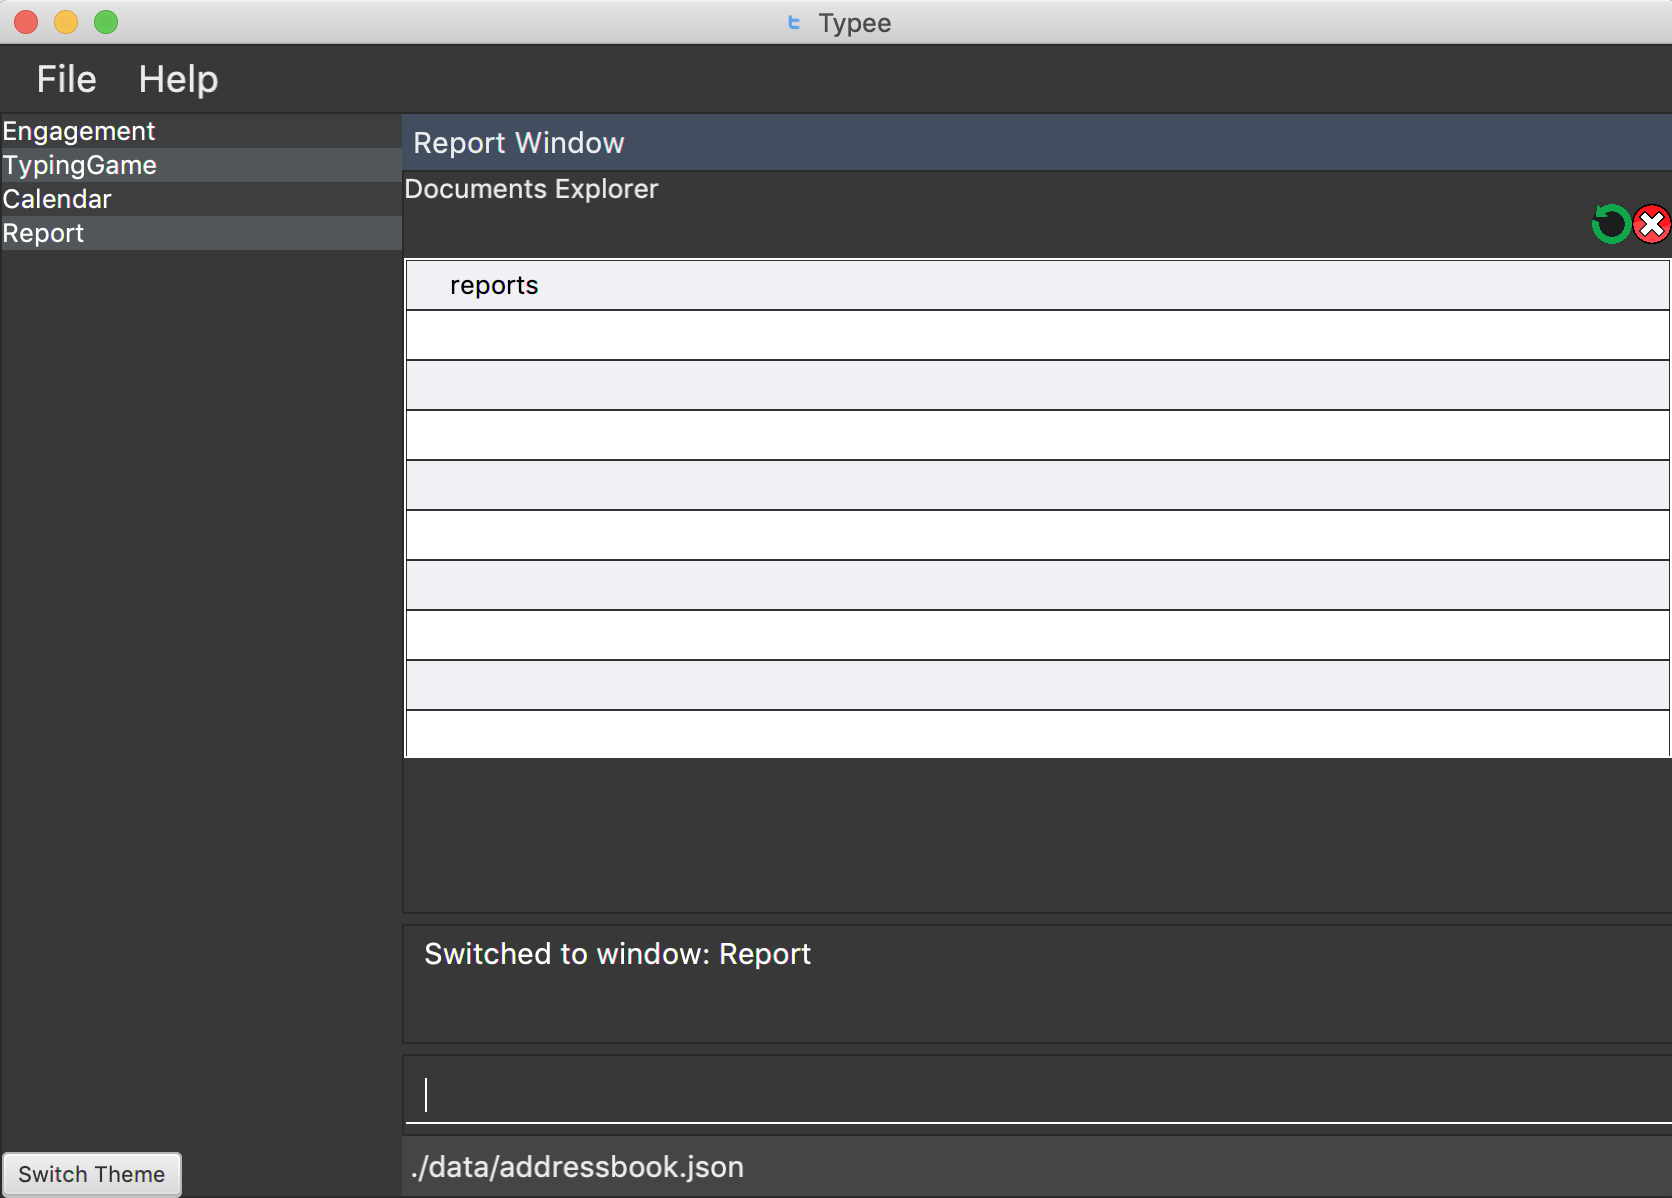 Typee
File Help
Engagement
TypingGame
Calendar
Report
Report Window
Documents Explorer
reports
Switched to window: Report
./data/addressbook.json
Switch Theme